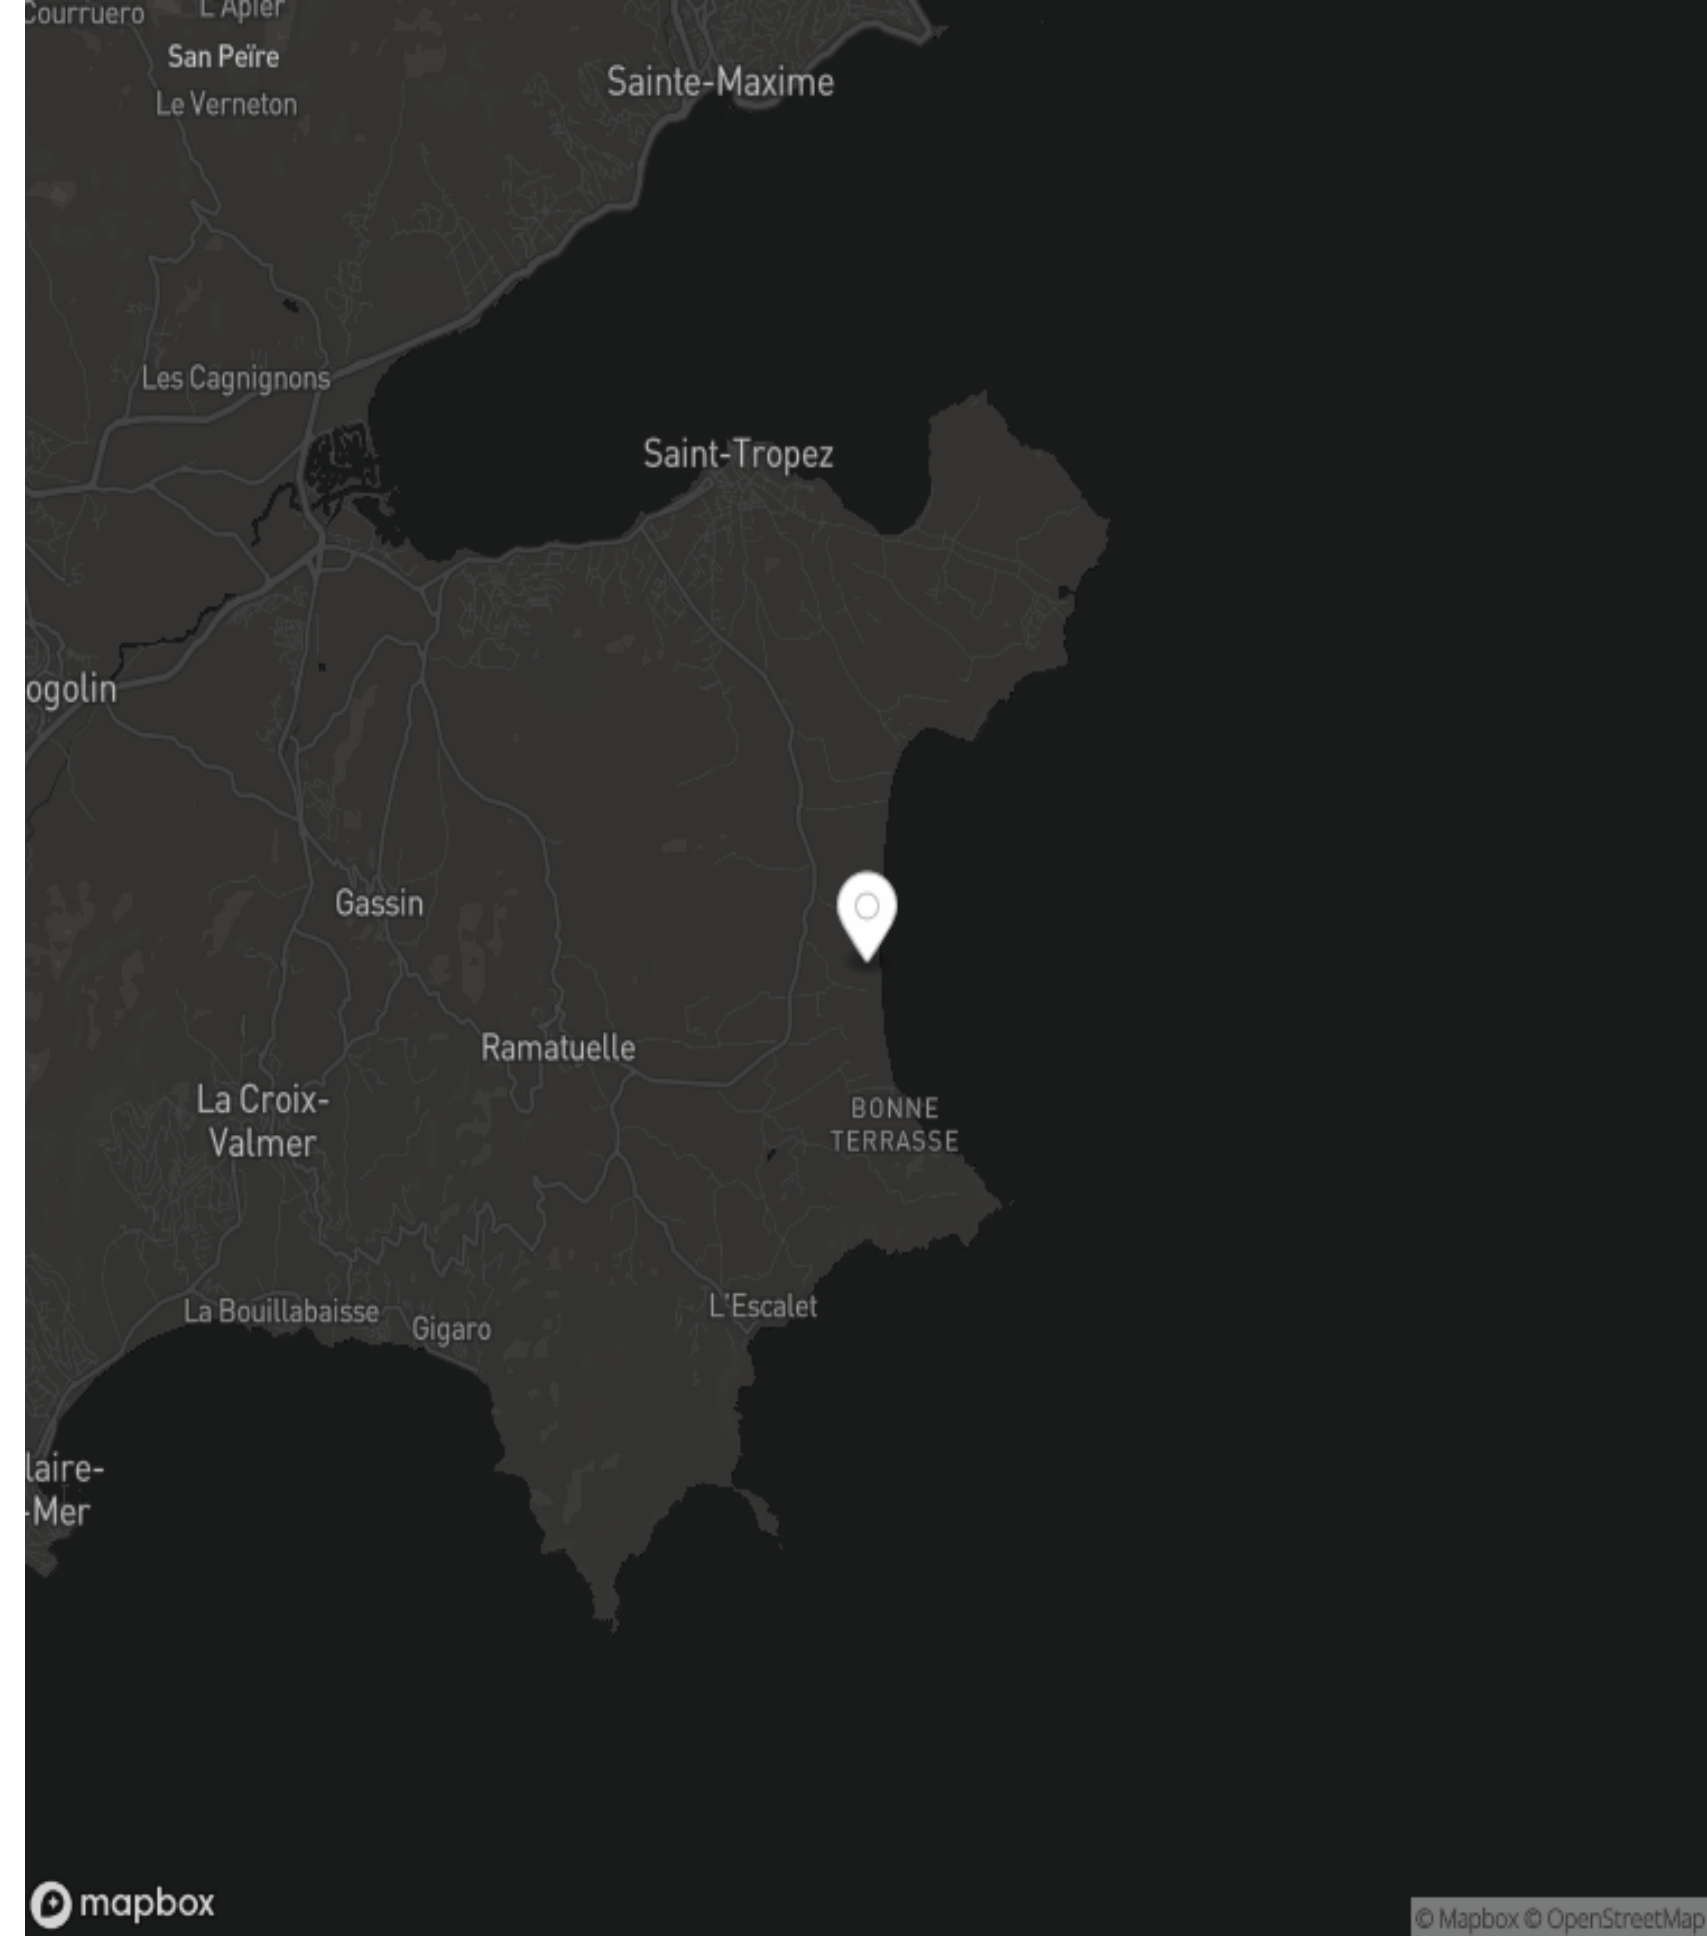 Courruero
L'Apier
San Peïre
Le Verneton
Sainte-Maxime
Les Cagnignons
Saint-Tropez
ogolin
Gassin
Ramatuelle
La Croix-
Valmer
BONNE
TERRASSE
La Bouillabaisse
Gigaro
L'Escalet
laire-
-Mer
mapbox
© Mapbox © OpenStreetMap